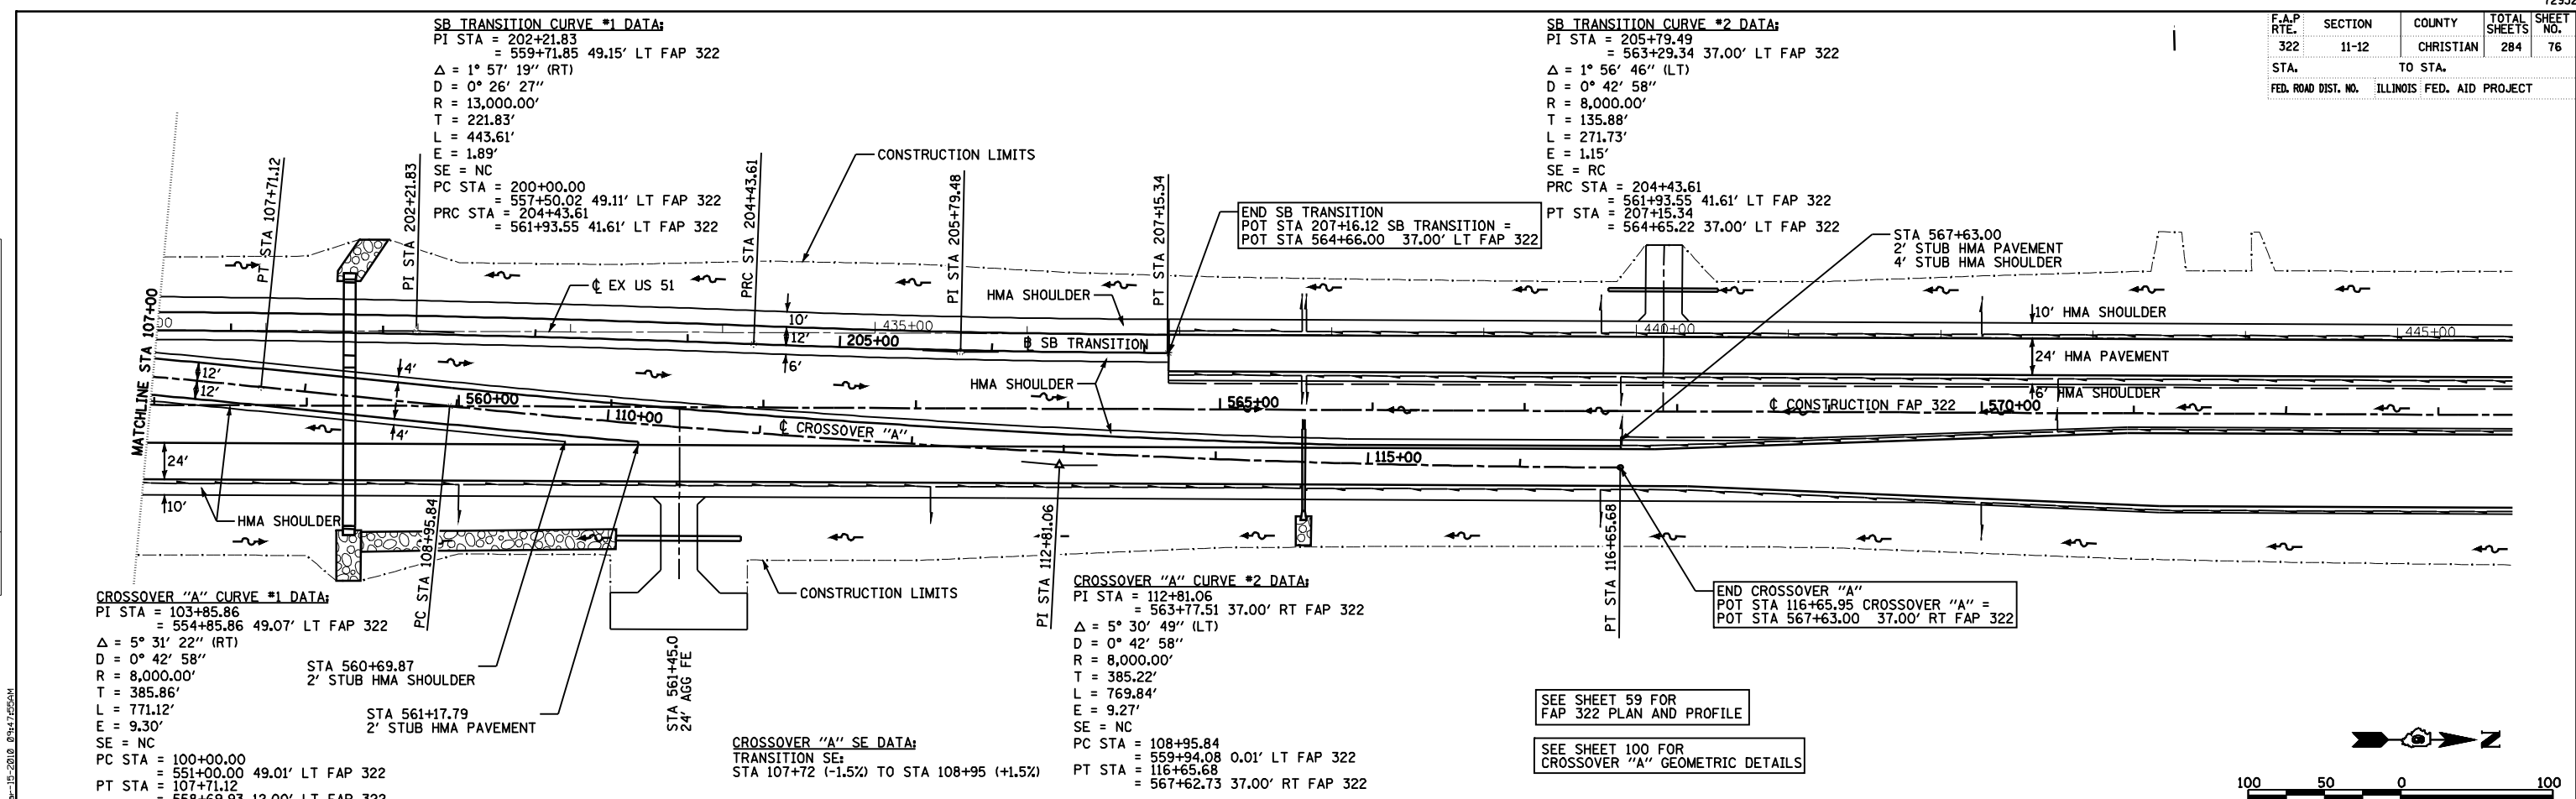 SB TRANSITION CURVE #1 DATA:
PI STA = 202+21.83
= 559+71.85 49.15' LT FAP 322
Δ = 1° 57' 19" (RT)
D = 0° 26' 27"
R = 13,000.00'
T = 221.83'
L = 443.61'
E = 1.89'
SE = NC
PC STA = 200+00.00
= 557+50.02 49.11' LT FAP 322
PRC STA = 204+43.61
= 561+93.55 41.61' LT FAP 322
SB TRANSITION CURVE #2 DATA:
PI STA = 205+79.49
= 563+29.34 37.00' LT FAP 322
Δ = 1° 56' 46" (LT)
D = 0° 42' 58"
R = 8,000.00'
T = 135.88'
L = 271.73'
E = 1.15'
SE = RC
PRC STA = 204+43.61
= 561+93.55 41.61' LT FAP 322
PT STA = 207+15.34
= 564+65.22 37.00' LT FAP 322
F.A.P RTE. SECTION COUNTY TOTAL SHEETS SHEET NO.
322 11-12 CHRISTIAN 284 76
STA. TO STA.
FED. ROAD DIST. NO. ILLINOIS FED. AID PROJECT
CONSTRUCTION LIMITS
PT STA 107+71.12
PI STA 202+21.83
PRC STA 204+43.61
PI STA 205+79.48
PT STA 207+15.34
END SB TRANSITION
POT STA 207+16.12 SB TRANSITION =
POT STA 564+66.00 37.00' LT FAP 322
STA 567+63.00
2' STUB HMA PAVEMENT
4' STUB HMA SHOULDER
MATCHLINE STA 107+00
℄ EX US 51
HMA SHOULDER
10'
12'
6'
435+00
205+00
B SB TRANSITION
440+00
445+00
10' HMA SHOULDER
24' HMA PAVEMENT
6' HMA SHOULDER
HMA SHOULDER
12'
12'
4'
4'
560+00
110+00
℄ CROSSOVER "A"
565+00
115+00
℄ CONSTRUCTION FAP 322
570+00
24'
10'
HMA SHOULDER
PC STA 108+95.84
PI STA 112+81.06
PT STA 116+65.68
CONSTRUCTION LIMITS
STA 561+45.0
24' AGG FE
END CROSSOVER "A"
POT STA 116+65.95 CROSSOVER "A" =
POT STA 567+63.00 37.00' RT FAP 322
CROSSOVER "A" CURVE #1 DATA:
PI STA = 103+85.86
= 554+85.86 49.07' LT FAP 322
Δ = 5° 31' 22" (RT)
D = 0° 42' 58"
R = 8,000.00'
T = 385.86'
L = 771.12'
E = 9.30'
SE = NC
PC STA = 100+00.00
= 551+00.00 49.01' LT FAP 322
PT STA = 107+71.12
= 558+69.93 12.00' LT FAP 322
STA 560+69.87
2' STUB HMA SHOULDER
STA 561+17.79
2' STUB HMA PAVEMENT
CROSSOVER "A" SE DATA:
TRANSITION SE:
STA 107+72 (-1.5%) TO STA 108+95 (+1.5%)
CROSSOVER "A" CURVE #2 DATA:
PI STA = 112+81.06
= 563+77.51 37.00' RT FAP 322
Δ = 5° 30' 49" (LT)
D = 0° 42' 58"
R = 8,000.00'
T = 385.22'
L = 769.84'
E = 9.27'
SE = NC
PC STA = 108+95.84
= 559+94.08 0.01' LT FAP 322
PT STA = 116+65.68
= 567+62.73 37.00' RT FAP 322
SEE SHEET 59 FOR
FAP 322 PLAN AND PROFILE
SEE SHEET 100 FOR
CROSSOVER "A" GEOMETRIC DETAILS
N
100 50 0 100